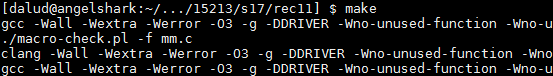 [dalud@angelshark:~/.../15213/s17/rec11] $ make
gcc -Wall -Wextra -Werror -O3 -g -DDRIVER -Wno-unused-function -Wno-u
./macro-check.pl -f mm.c
clang -Wall -Wextra -Werror -O3 -g -DDRIVER -Wno-unused-function -Wno
gcc -Wall -Wextra -Werror -O3 -g -DDRIVER -Wno-unused-function -Wno-u